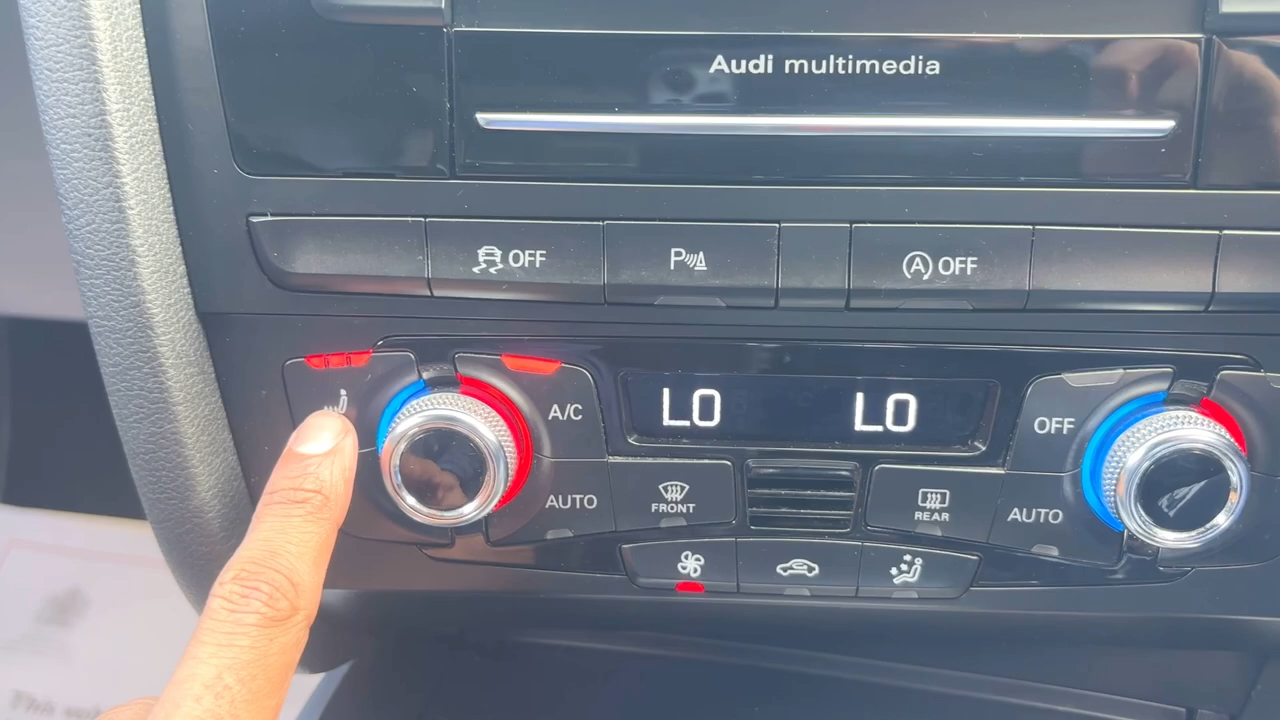 Audi multimedia
OFF
P
A OFF
A/C
LO
LO
OFF
AUTO
FRONT
REAR
AUTO